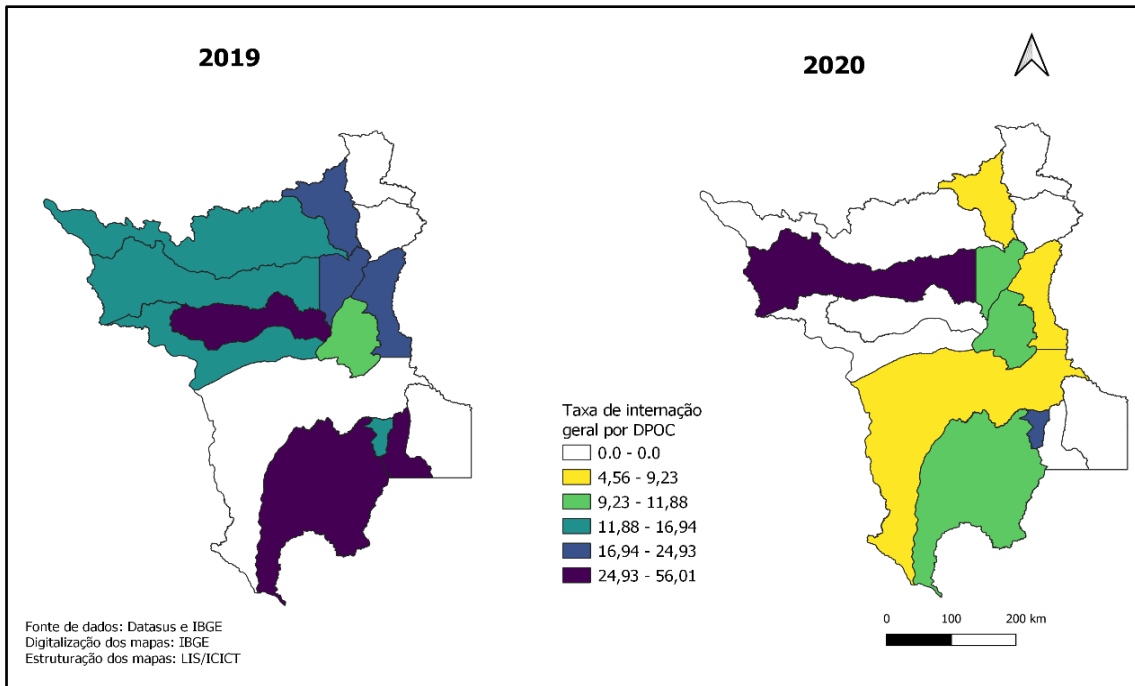 2019
2020
Taxa de internação
geral por DPOC
0.0 - 0.0
4,56 - 9,23
9,23 - 11,88
11,88 - 16,94
16,94 - 24,93
24,93 - 56,01
Fonte de dados: Datasus e IBGE
Digitalização dos mapas: IBGE
Estruturação dos mapas: LIS/ICICT
0 100 200 km